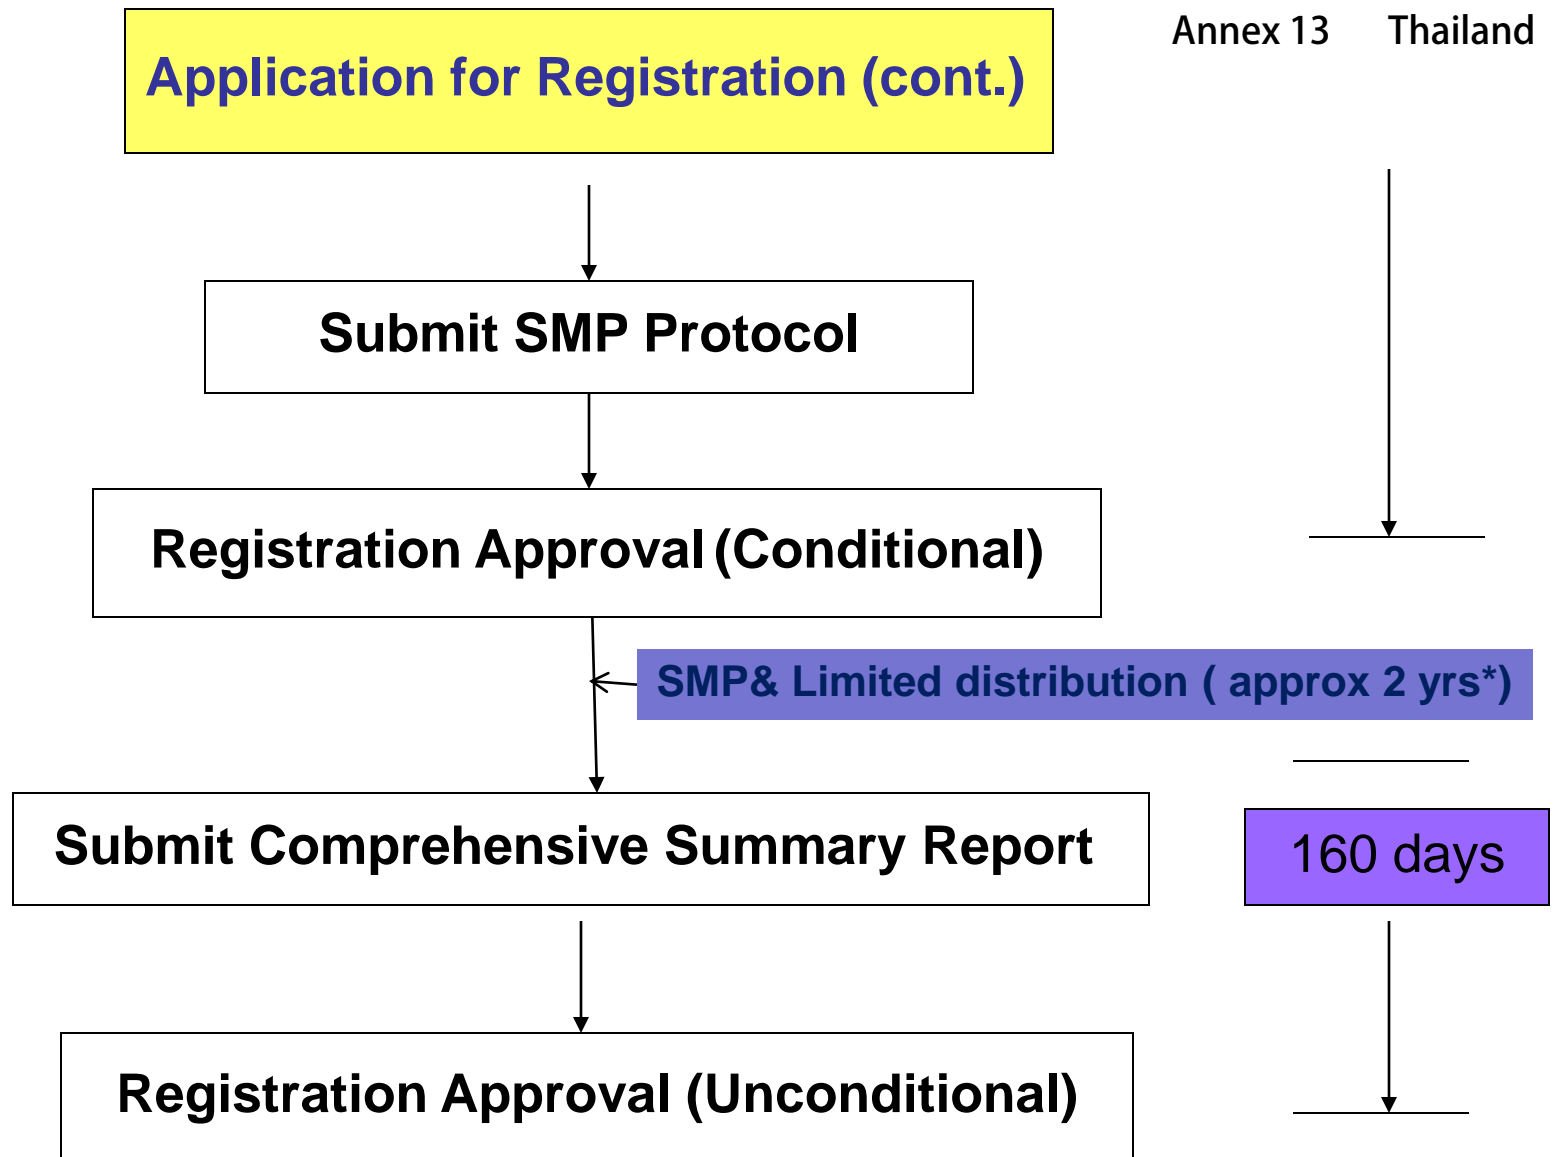 Annex 13 Thailand
Application for Registration (cont.)
Submit SMP Protocol
Registration Approval (Conditional)
SMP& Limited distribution ( approx 2 yrs*)
Submit Comprehensive Summary Report
160 days
Registration Approval (Unconditional)